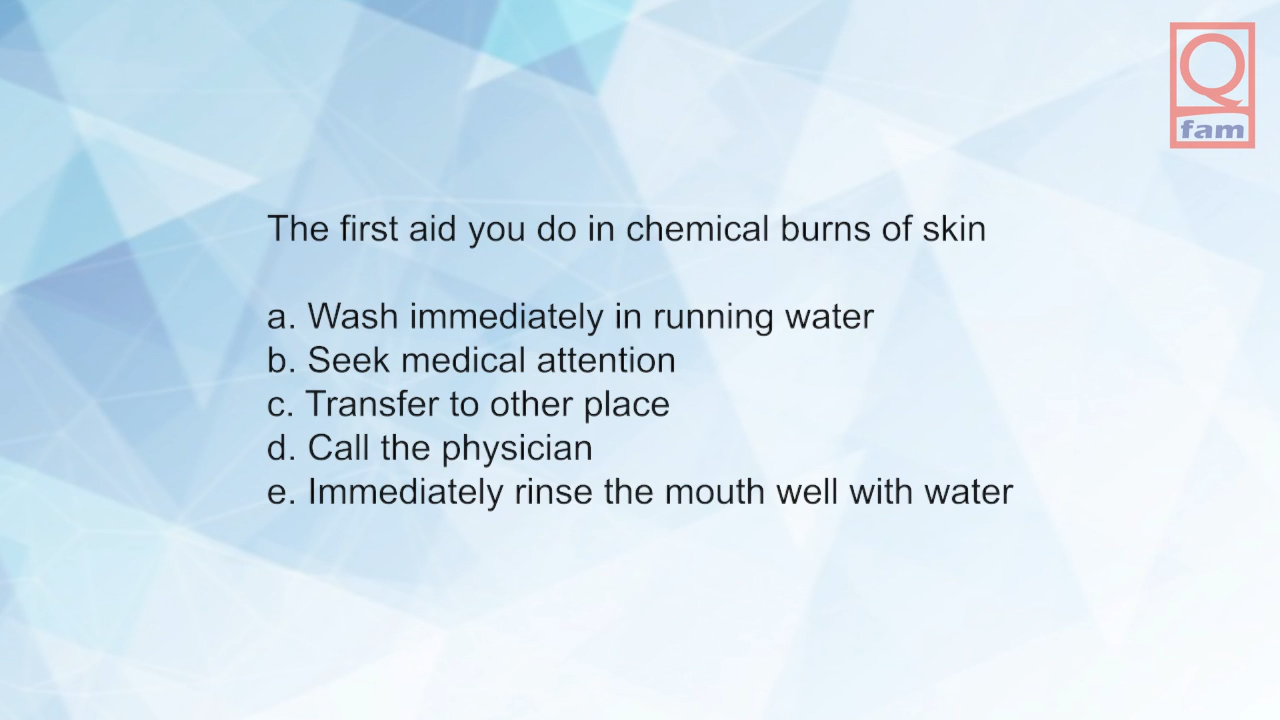 Q
fam
The first aid you do in chemical burns of skin
a. Wash immediately in running water
b. Seek medical attention
c. Transfer to other place
d. Call the physician
e. Immediately rinse the mouth well with water